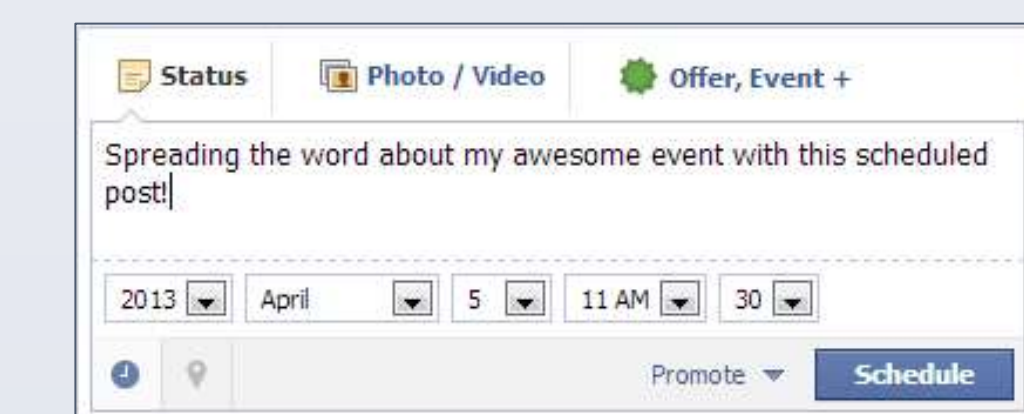 Status Photo / Video Offer, Event +
Spreading the word about my awesome event with this scheduled
post!
2013 April 5 11 AM 30
Promote Schedule